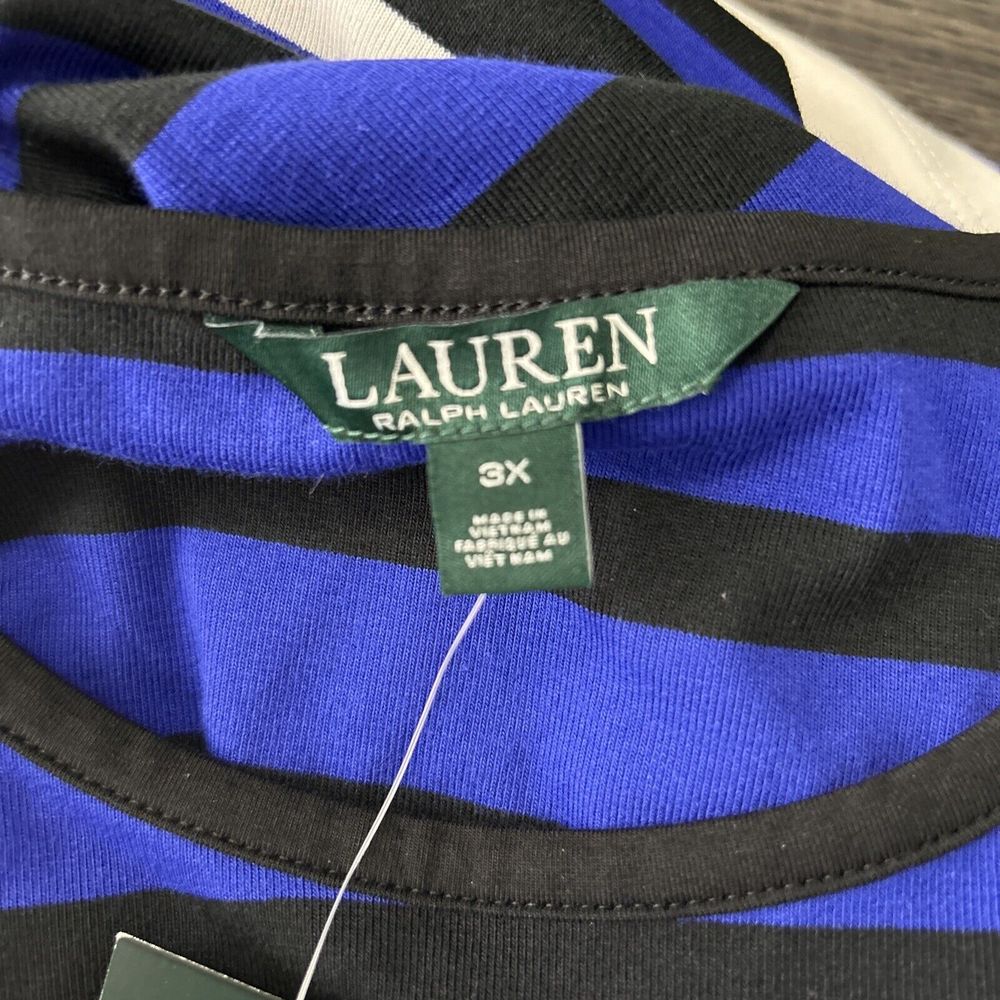 LAUREN
RALPH LAUREN
3X
MADE IN
VIETNAM
FABRIQUÉ AU
VIÊT NAM